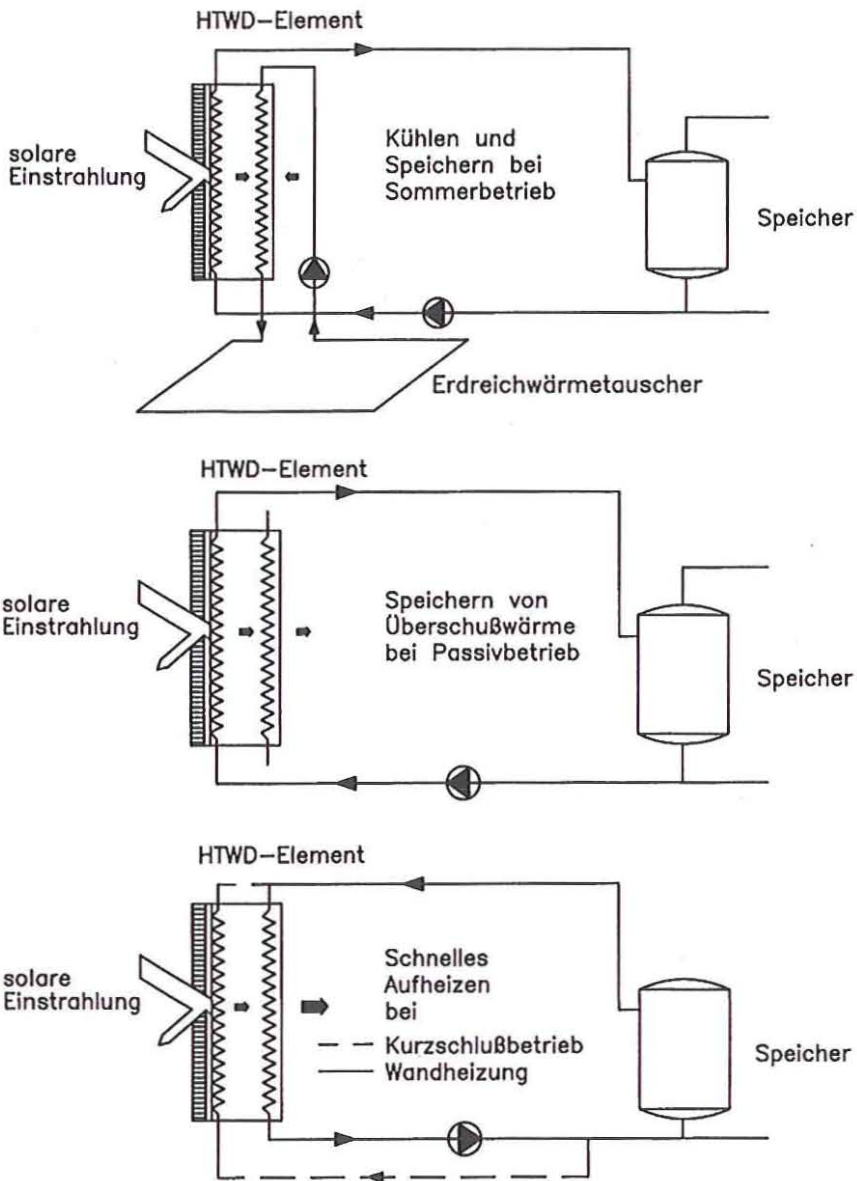 HTWD-Element
solare
Einstrahlung
Kühlen und
Speichern bei
Sommerbetrieb
Speicher
Erdreichwärmetauscher
HTWD-Element
solare
Einstrahlung
Speichern von
Überschußwärme
bei Passivbetrieb
Speicher
HTWD-Element
solare
Einstrahlung
Schnelles
Aufheizen
bei
Kurzschlußbetrieb
Wandheizung
Speicher